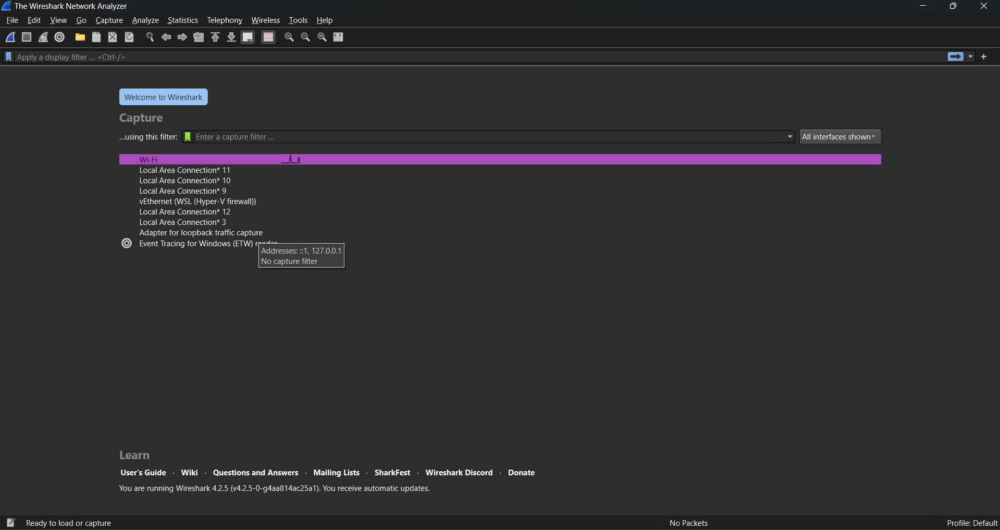 The Wireshark Network Analyzer
File Edit View Go Capture Analyze Statistics Telephony Wireless Tools Help
Apply a display filter ... <Ctrl-/>
Welcome to Wireshark
Capture
...using this filter: Enter a capture filter ... All interfaces shown
Wi-Fi
Local Area Connection* 11
Local Area Connection* 10
Local Area Connection* 9
vEthernet (WSL (Hyper-V firewall))
Local Area Connection* 12
Local Area Connection* 3
Adapter for loopback traffic capture
Event Tracing for Windows (ETW)
Addresses: ::1, 127.0.0.1
No capture filter
Learn
User's Guide · Wiki · Questions and Answers · Mailing Lists · SharkFest · Wireshark Discord · Donate
You are running Wireshark 4.2.5 (v4.2.5-0-g4aa814ac25a1). You receive automatic updates.
Ready to load or capture No Packets Profile: Default